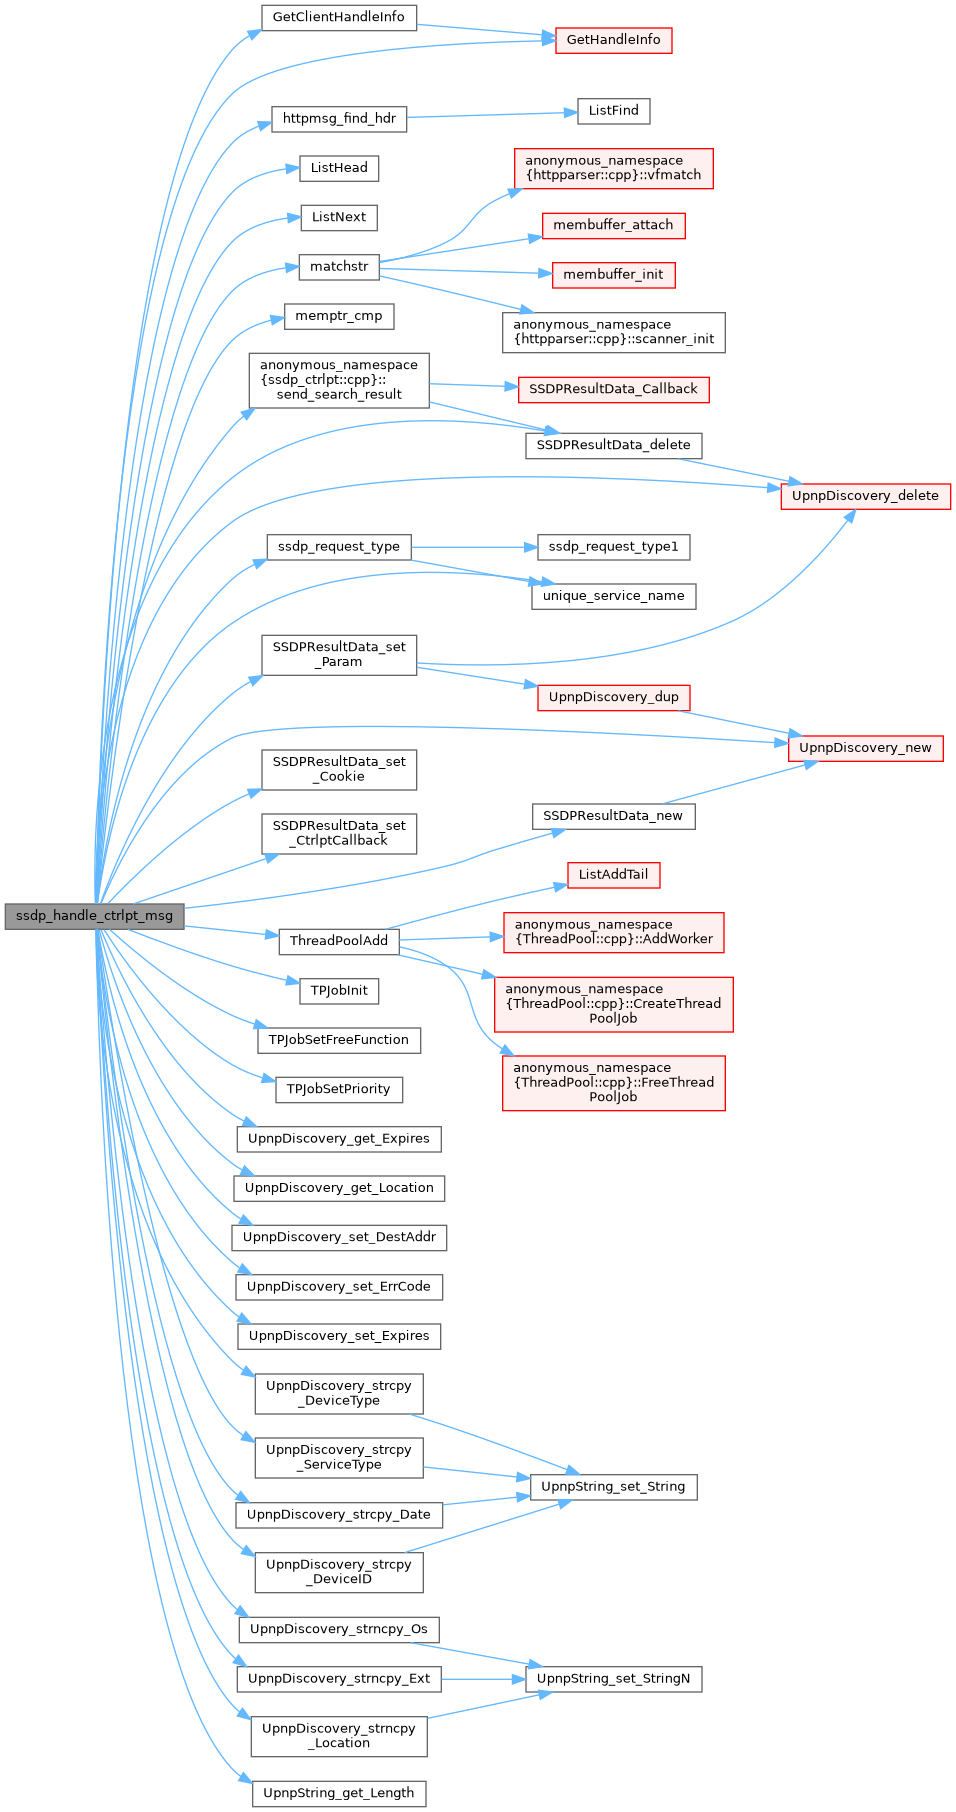 GetClientHandleInfo
GetHandleInfo
httpmsg_find_hdr
ListFind
ListHead
ListNext
matchstr
anonymous_namespace
{httpparser::cpp}::vfmatch
membuffer_attach
membuffer_init
anonymous_namespace
{httpparser::cpp}::scanner_init
memptr_cmp
anonymous_namespace
{ssdp_ctrlpt::cpp}::
send_search_result
SSDPResultData_Callback
SSDPResultData_delete
UpnpDiscovery_delete
ssdp_request_type
ssdp_request_type1
unique_service_name
SSDPResultData_set
_Param
UpnpDiscovery_dup
UpnpDiscovery_new
SSDPResultData_set
_Cookie
SSDPResultData_set
_CtrlptCallback
SSDPResultData_new
ssdp_handle_ctrlpt_msg
ThreadPoolAdd
ListAddTail
anonymous_namespace
{ThreadPool::cpp}::AddWorker
anonymous_namespace
{ThreadPool::cpp}::CreateThread
PoolJob
anonymous_namespace
{ThreadPool::cpp}::FreeThread
PoolJob
TPJobInit
TPJobSetFreeFunction
TPJobSetPriority
UpnpDiscovery_get_Expires
UpnpDiscovery_get_Location
UpnpDiscovery_set_DestAddr
UpnpDiscovery_set_ErrCode
UpnpDiscovery_set_Expires
UpnpDiscovery_strcpy
_DeviceType
UpnpDiscovery_strcpy
_ServiceType
UpnpString_set_String
UpnpDiscovery_strcpy_Date
UpnpDiscovery_strcpy
_DeviceID
UpnpDiscovery_strncpy_Os
UpnpDiscovery_strncpy_Ext
UpnpString_set_StringN
UpnpDiscovery_strncpy
_Location
UpnpString_get_Length